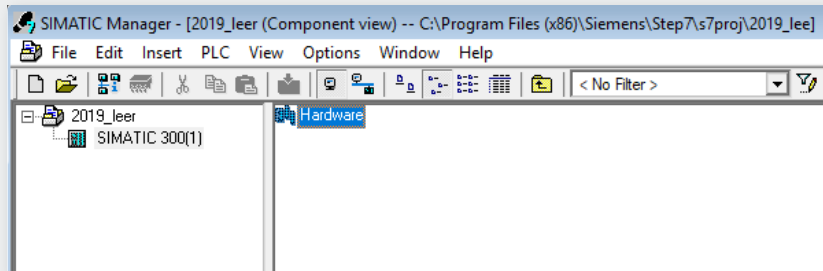 SIMATIC Manager - [2019_leer (Component view) -- C:\Program Files (x86)\Siemens\Step7\s7proj\2019_lee]
File Edit Insert PLC View Options Window Help
< No Filter >
2019_leer
SIMATIC 300(1)
Hardware